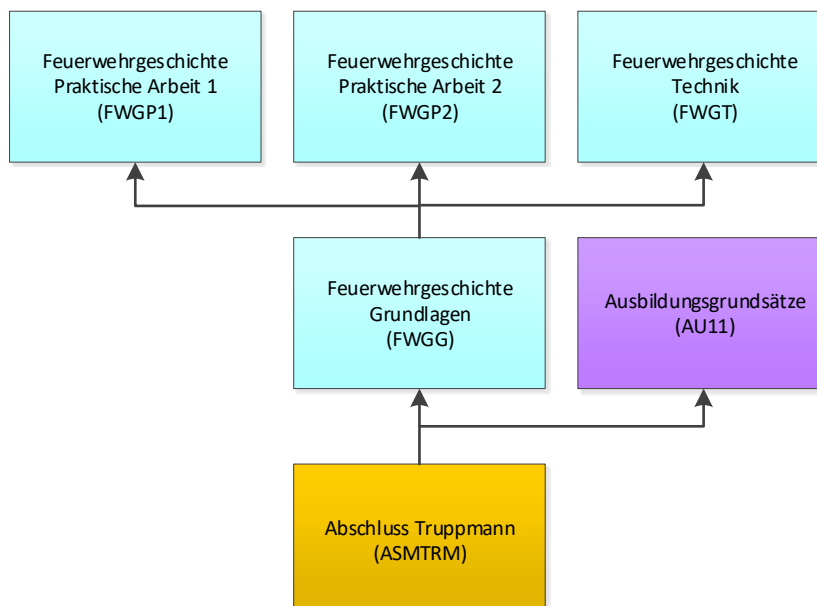 Feuerwehrgeschichte
Praktische Arbeit 1
(FWGP1)
Feuerwehrgeschichte
Praktische Arbeit 2
(FWGP2)
Feuerwehrgeschichte
Technik
(FWGT)
Feuerwehrgeschichte
Grundlagen
(FWGG)
Ausbildungsgrundsätze
(AU11)
Abschluss Truppmann
(ASMTRM)